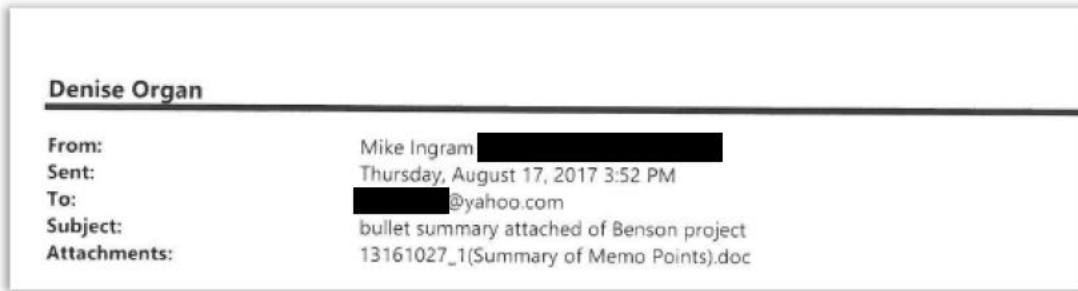 Denise Organ
From: Mike Ingram
Sent: Thursday, August 17, 2017 3:52 PM
To: @yahoo.com
Subject: bullet summary attached of Benson project
Attachments: 13161027_1(Summary of Memo Points).doc